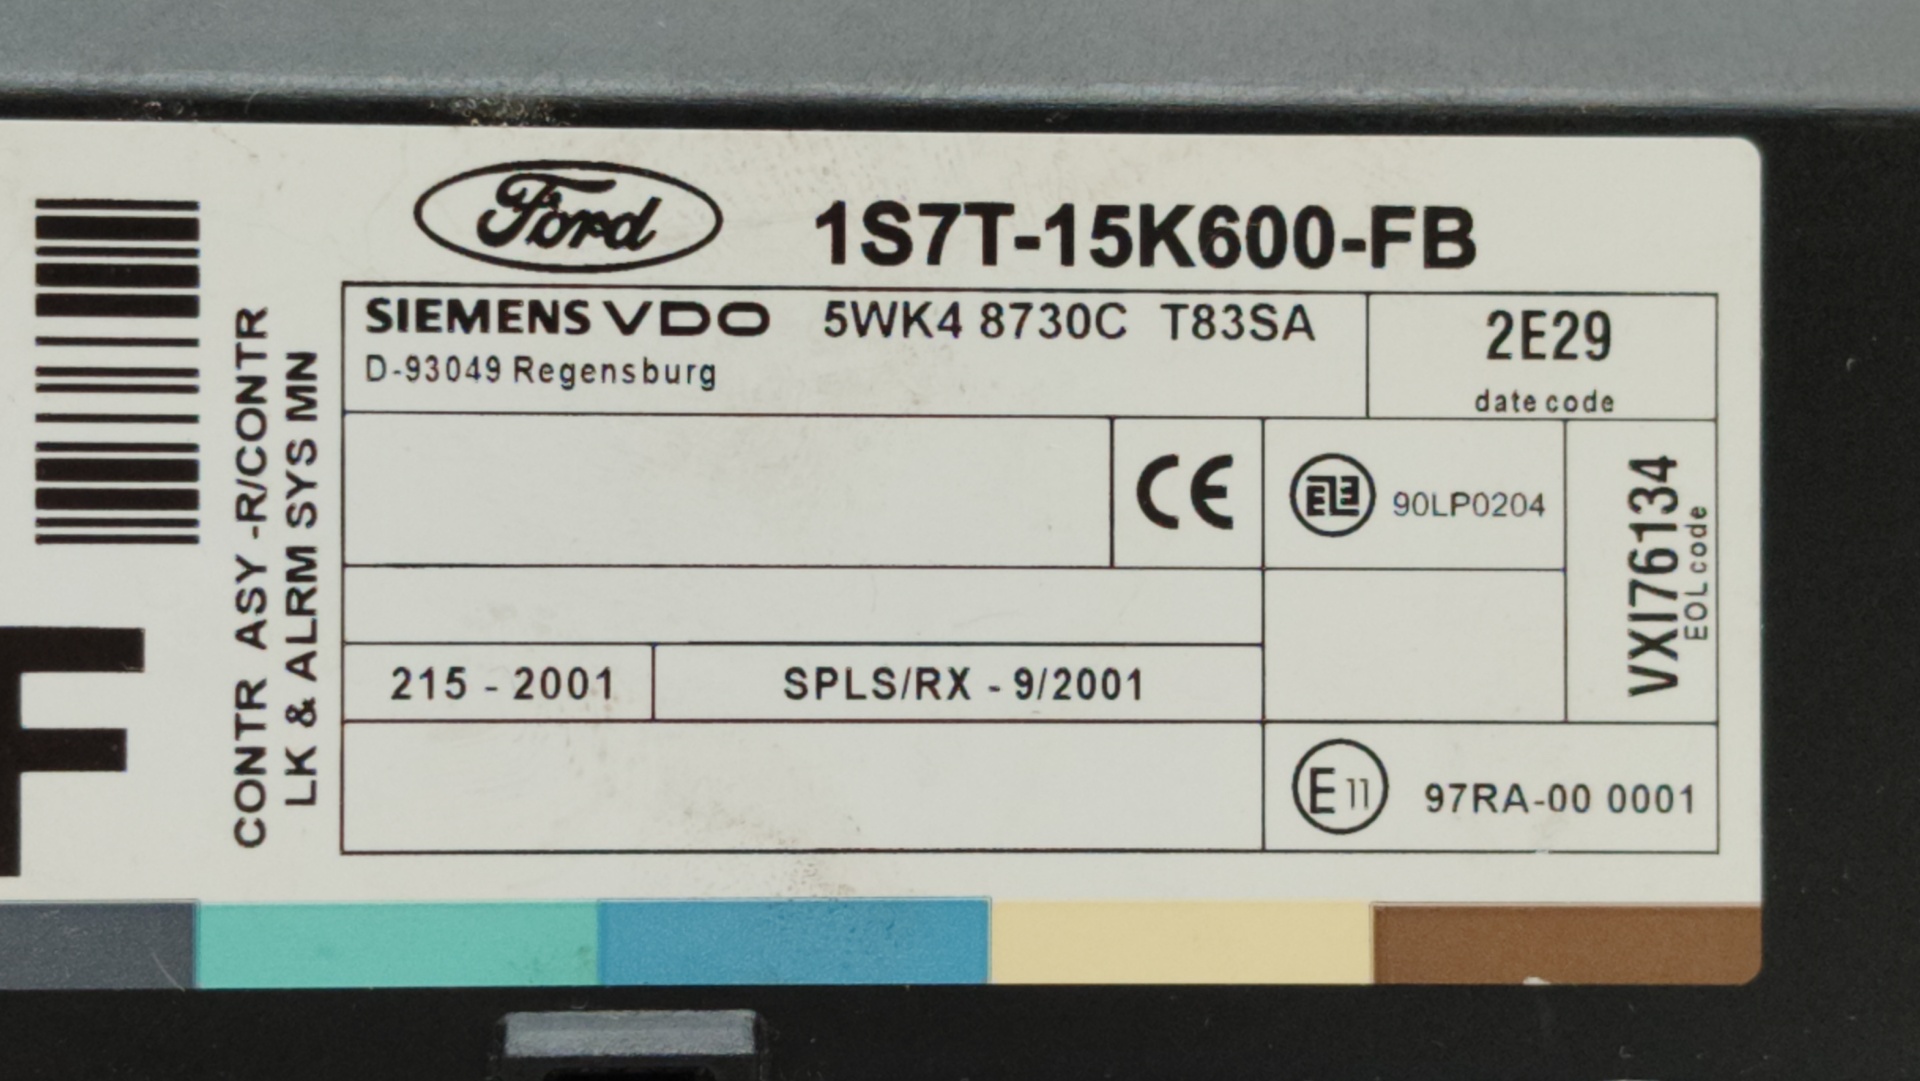 Ford
1S7T-15K600-FB
SIEMENS VDO 5WK4 8730C T83SA
D-93049 Regensburg
2E29
date code
CE
90LP0204
VXI76134
EOL code
215 - 2001
SPLS/RX - 9/2001
E 11
97RA-00 0001
CONTR ASY -R/CONTR
LK & ALRM SYS MN
F